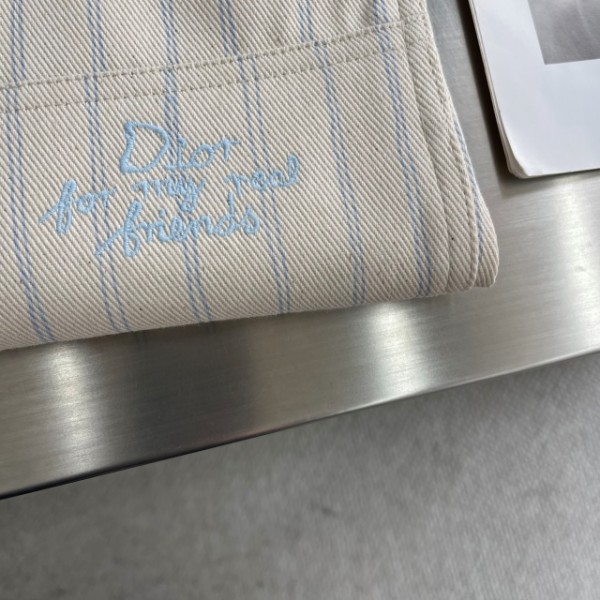 Dior
for my real
friends